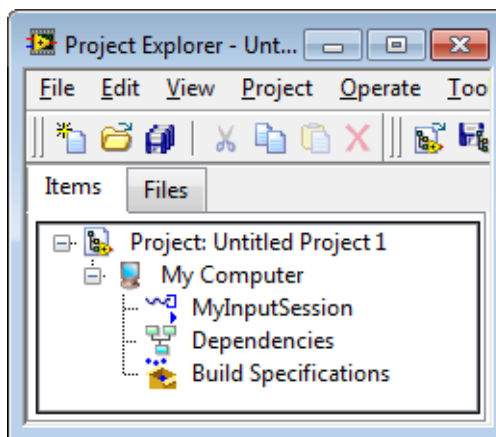 Project Explorer - Unt...
File Edit View Project Operate Too
Items Files
Project: Untitled Project 1
My Computer
MyInputSession
Dependencies
Build Specifications